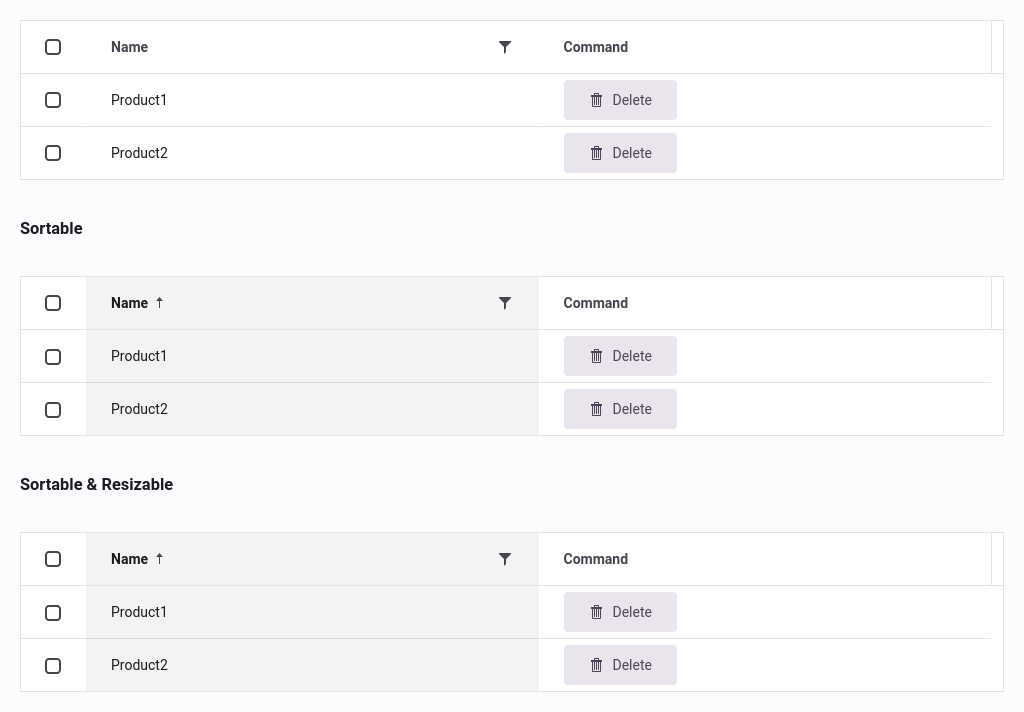 Name Command
Product1 Delete
Product2 Delete
Sortable
Name Command
Product1 Delete
Product2 Delete
Sortable & Resizable
Name Command
Product1 Delete
Product2 Delete